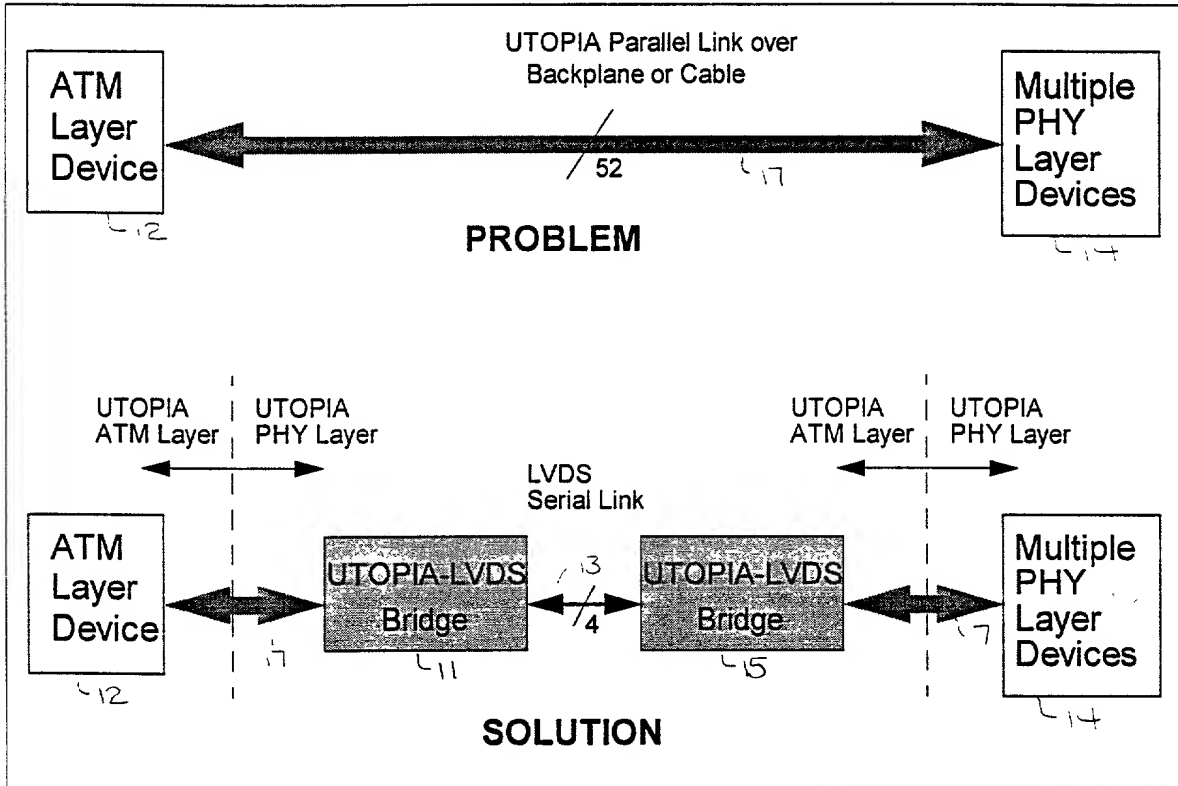 UTOPIA Parallel Link over
Backplane or Cable
ATM
Layer
Device
Multiple
PHY
Layer
Devices
52
17
12
14
PROBLEM
UTOPIA
ATM Layer
UTOPIA
PHY Layer
UTOPIA
ATM Layer
UTOPIA
PHY Layer
LVDS
Serial Link
ATM
Layer
Device
UTOPIA-LVDS
Bridge
13
4
UTOPIA-LVDS
Bridge
Multiple
PHY
Layer
Devices
17
11
15
17
12
14
SOLUTION